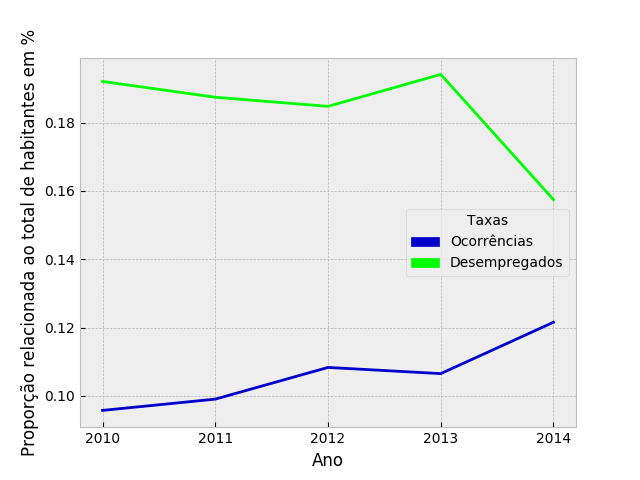 Proporção relacionada ao total de habitantes em %
0.18
0.16
0.14
0.12
0.10
Taxas
Ocorrências
Desempregados
2010 2011 2012 2013 2014
Ano